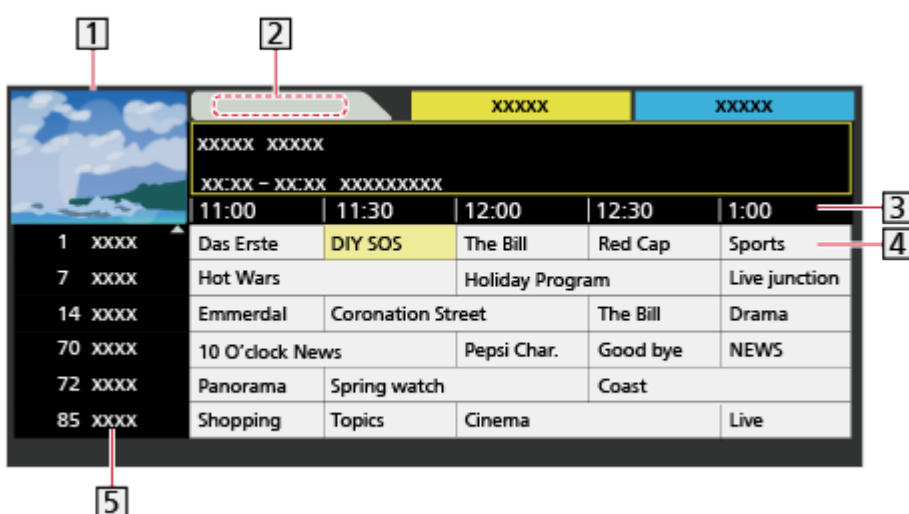 1 2
xxxxx xxxxx
xxxxx xxxxx
xx:xx – xx:xx xxxxxxxxx
11:00 11:30 12:00 12:30 1:00 3
1 xxxx Das Erste DIY SOS The Bill Red Cap Sports 4
7 xxxx Hot Wars Holiday Program Live junction
14 xxxx Emmerdal Coronation Street The Bill Drama
70 xxxx 10 O'clock News Pepsi Char. Good bye NEWS
72 xxxx Panorama Spring watch Coast
85 xxxx Shopping Topics Cinema Live
5